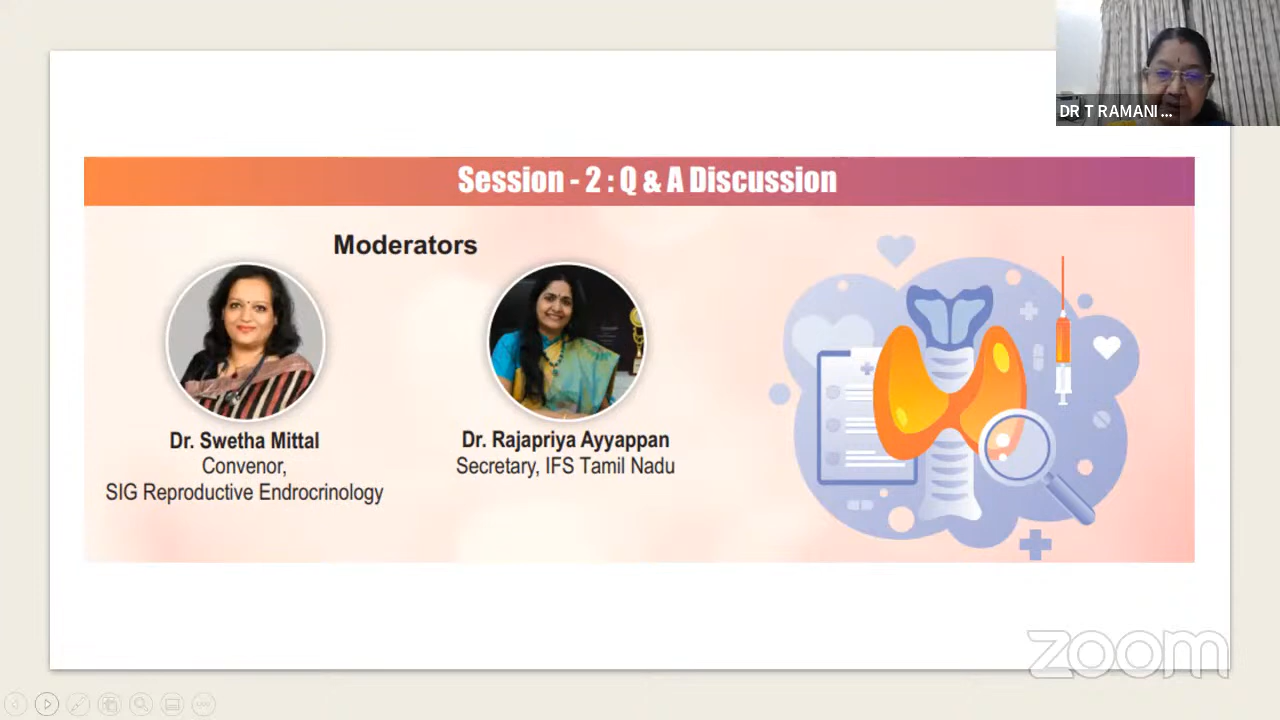 DR T RAMANI ...
Session - 2 : Q & A Discussion
Moderators
Dr. Swetha Mittal
Convenor,
SIG Reproductive Endrocrinology
Dr. Rajapriya Ayyappan
Secretary, IFS Tamil Nadu
zoom